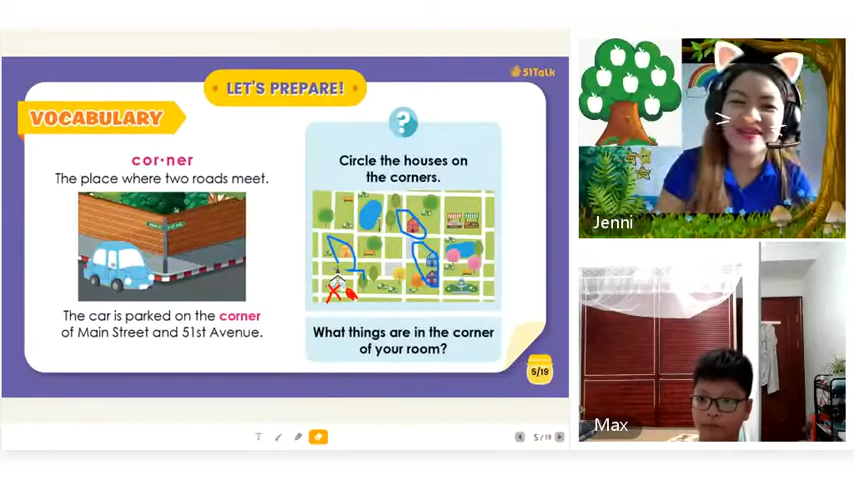 LET'S PREPARE!
51Talk
VOCABULARY
cor·ner
The place where two roads meet.
The car is parked on the corner
of Main Street and 51st Avenue.
?
Circle the houses on
the corners.
What things are in the corner
of your room?
5/19
T
5/19
Jenni
Max